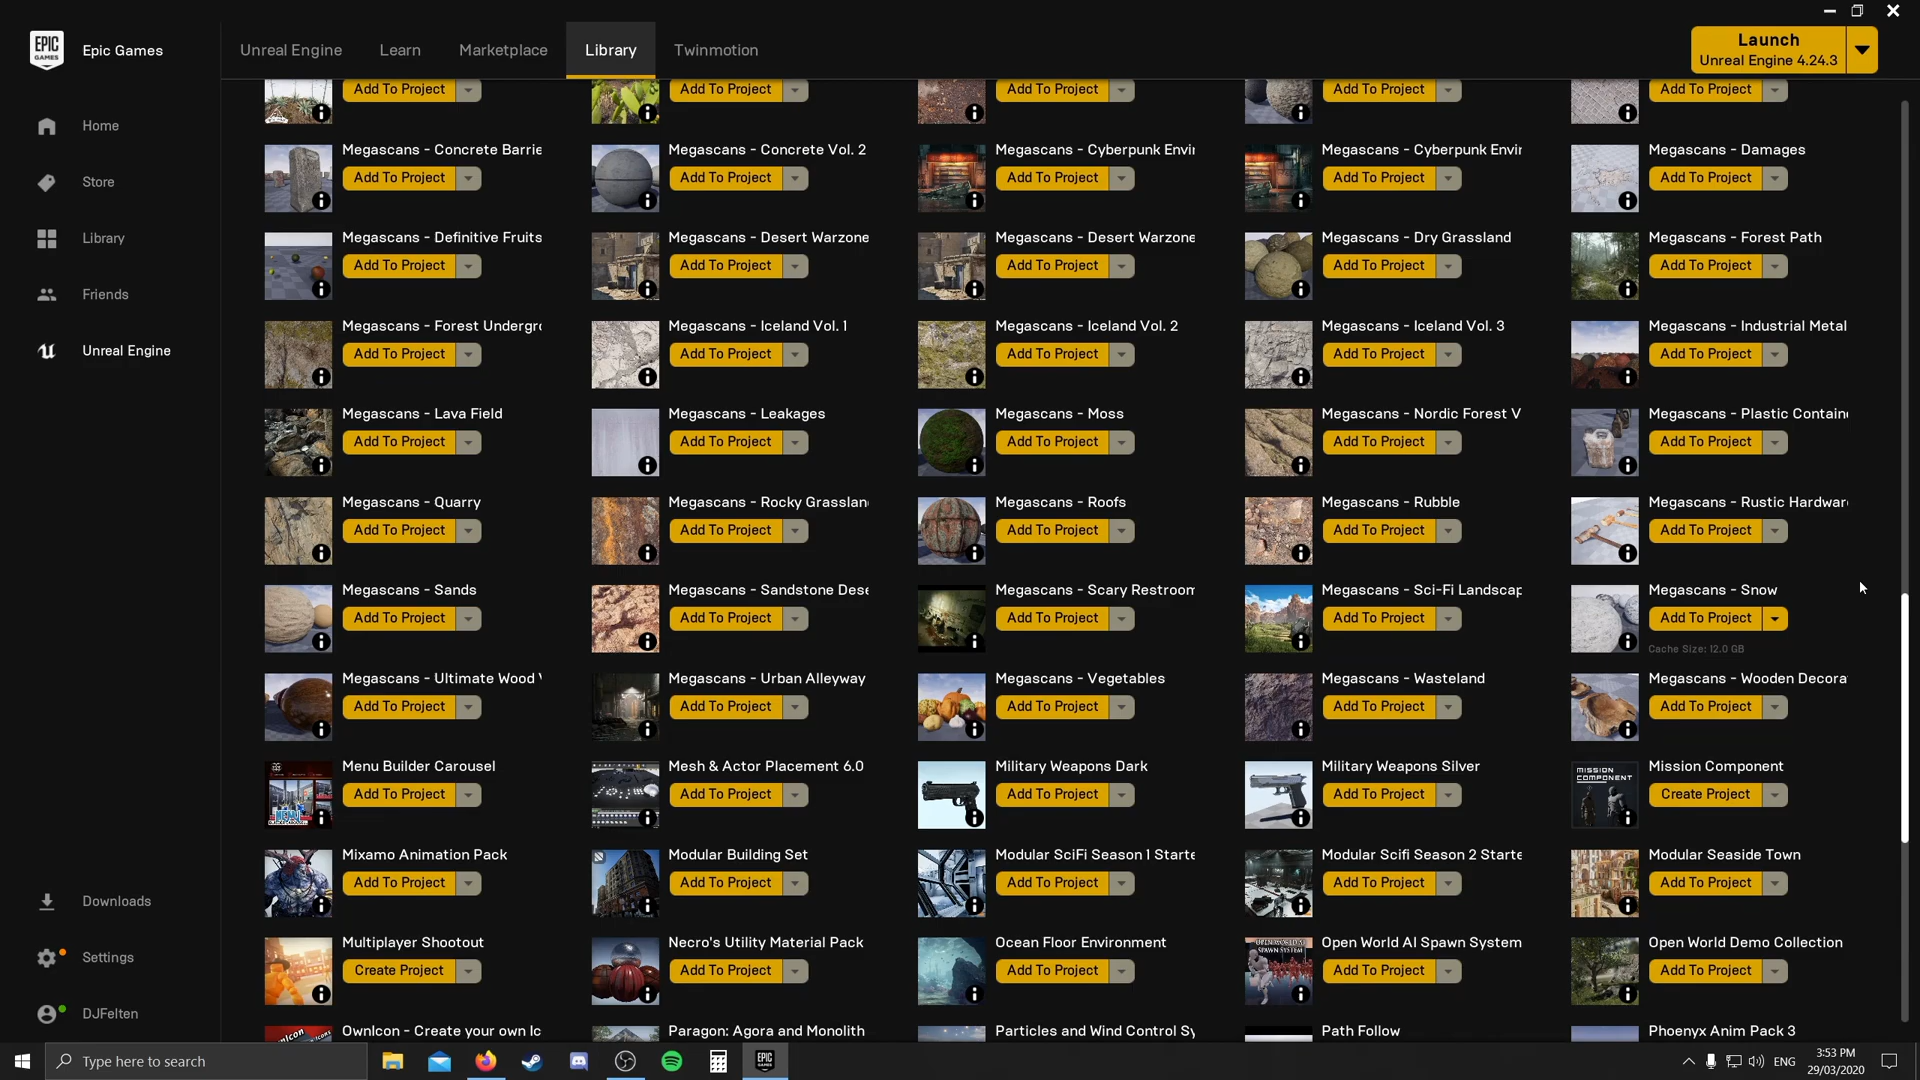 EPIC GAMES
Epic Games
Unreal Engine
Learn
Marketplace
Library
Twinmotion
Launch
Unreal Engine 4.24.3
Home
Store
Library
Friends
Unreal Engine
Downloads
Settings
DJFelten
Add To Project
Add To Project
Add To Project
Add To Project
Add To Project
Megascans - Concrete Barrie
Add To Project
Megascans - Concrete Vol. 2
Add To Project
Megascans - Cyberpunk Envir
Add To Project
Megascans - Cyberpunk Envir
Add To Project
Megascans - Damages
Add To Project
Megascans - Definitive Fruits
Add To Project
Megascans - Desert Warzone
Add To Project
Megascans - Desert Warzone
Add To Project
Megascans - Dry Grassland
Add To Project
Megascans - Forest Path
Add To Project
Megascans - Forest Undergro
Add To Project
Megascans - Iceland Vol. 1
Add To Project
Megascans - Iceland Vol. 2
Add To Project
Megascans - Iceland Vol. 3
Add To Project
Megascans - Industrial Metal
Add To Project
Megascans - Lava Field
Add To Project
Megascans - Leakages
Add To Project
Megascans - Moss
Add To Project
Megascans - Nordic Forest V
Add To Project
Megascans - Plastic Containe
Add To Project
Megascans - Quarry
Add To Project
Megascans - Rocky Grasslan
Add To Project
Megascans - Roofs
Add To Project
Megascans - Rubble
Add To Project
Megascans - Rustic Hardwar
Add To Project
Megascans - Sands
Add To Project
Megascans - Sandstone Dese
Add To Project
Megascans - Scary Restroom
Add To Project
Megascans - Sci-Fi Landscap
Add To Project
Megascans - Snow
Add To Project
Cache Size: 12.0 GB
Megascans - Ultimate Wood V
Add To Project
Megascans - Urban Alleyway
Add To Project
Megascans - Vegetables
Add To Project
Megascans - Wasteland
Add To Project
Megascans - Wooden Decora
Add To Project
Menu Builder Carousel
Add To Project
Mesh & Actor Placement 6.0
Add To Project
Military Weapons Dark
Add To Project
Military Weapons Silver
Add To Project
MISSION
COMPONENT
Mission Component
Create Project
Mixamo Animation Pack
Add To Project
Modular Building Set
Add To Project
Modular SciFi Season 1 Starte
Add To Project
Modular Scifi Season 2 Starte
Add To Project
Modular Seaside Town
Add To Project
Multiplayer Shootout
Create Project
Necro's Utility Material Pack
Add To Project
Ocean Floor Environment
Add To Project
OPEN WORLD AI
SPAWN SYSTEM
Open World AI Spawn System
Add To Project
Open World Demo Collection
Add To Project
OwnIcon - Create your own Ic
Paragon: Agora and Monolith
Particles and Wind Control Sy
Path Follow
Phoenyx Anim Pack 3
Type here to search
ENG
3:53 PM
29/03/2020